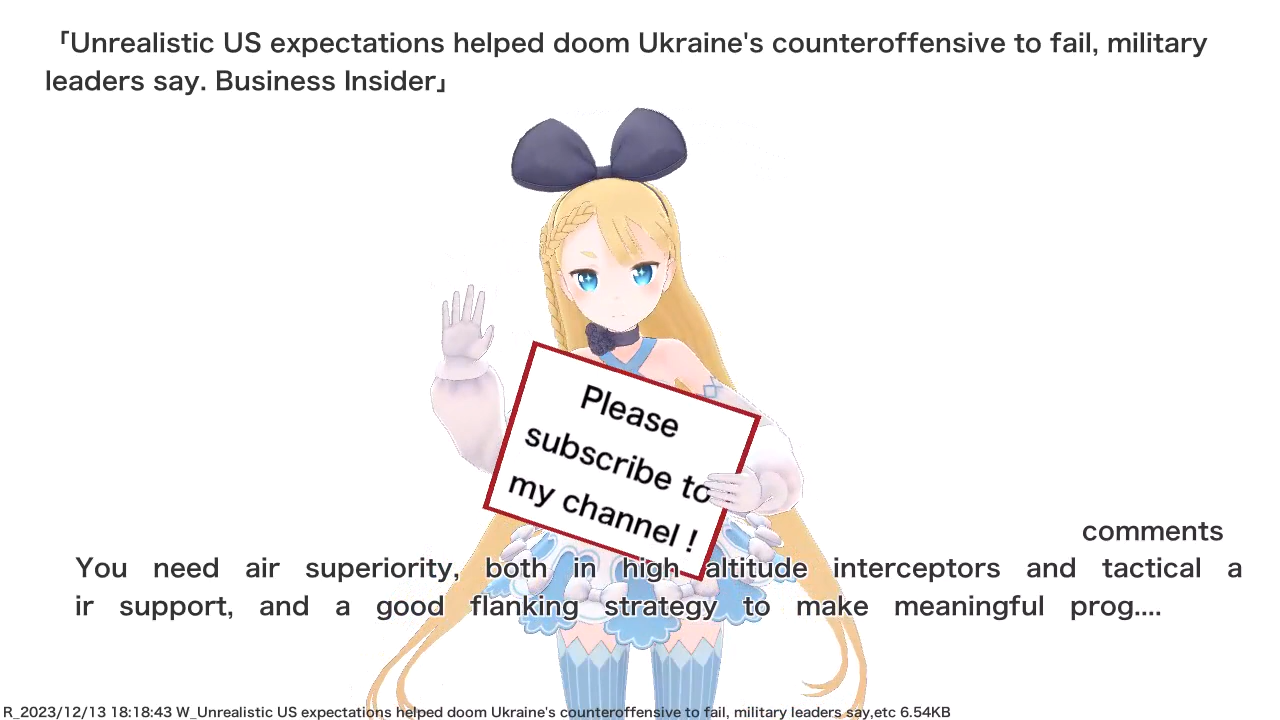 「Unrealistic US expectations helped doom Ukraine's counteroffensive to fail, military
leaders say. Business Insider」
Please
subscribe to
my channel !
comments
You need air superiority, both in high altitude interceptors and tactical a
ir support, and a good flanking strategy to make meaningful prog....
R_2023/12/13 18:18:43 W_Unrealistic US expectations helped doom Ukraine's counteroffensive to fail, military leaders say,etc 6.54KB